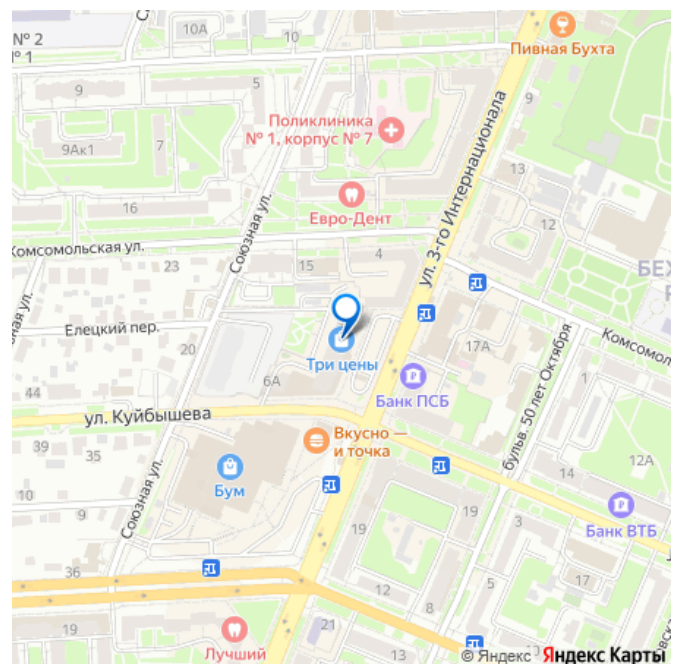 № 2
№ 1
10А
10
Пивная Бухта
9
5
9
Поликлиника
№ 1, корпус № 7
9Ак1
7
ул. 3-го Интернационала
13
16
Евро-Дент
12
Союзная ул.
Комсомольская ул.
23
15
4
БЕЖ
Елецкий пер.
20
Три цены
17А
Комсомол
6А
Банк ПСБ
44
ул. Куйбышева
бульв. 50 лет Октября
39
35
Вкусно —
и точка
Бум
14
12А
10
9
Союзная ул.
19
19
3
Банк ВТБ
36
12
5
10
19
8
21
Лучший
20
10
© Яндекс Яндекс Карты